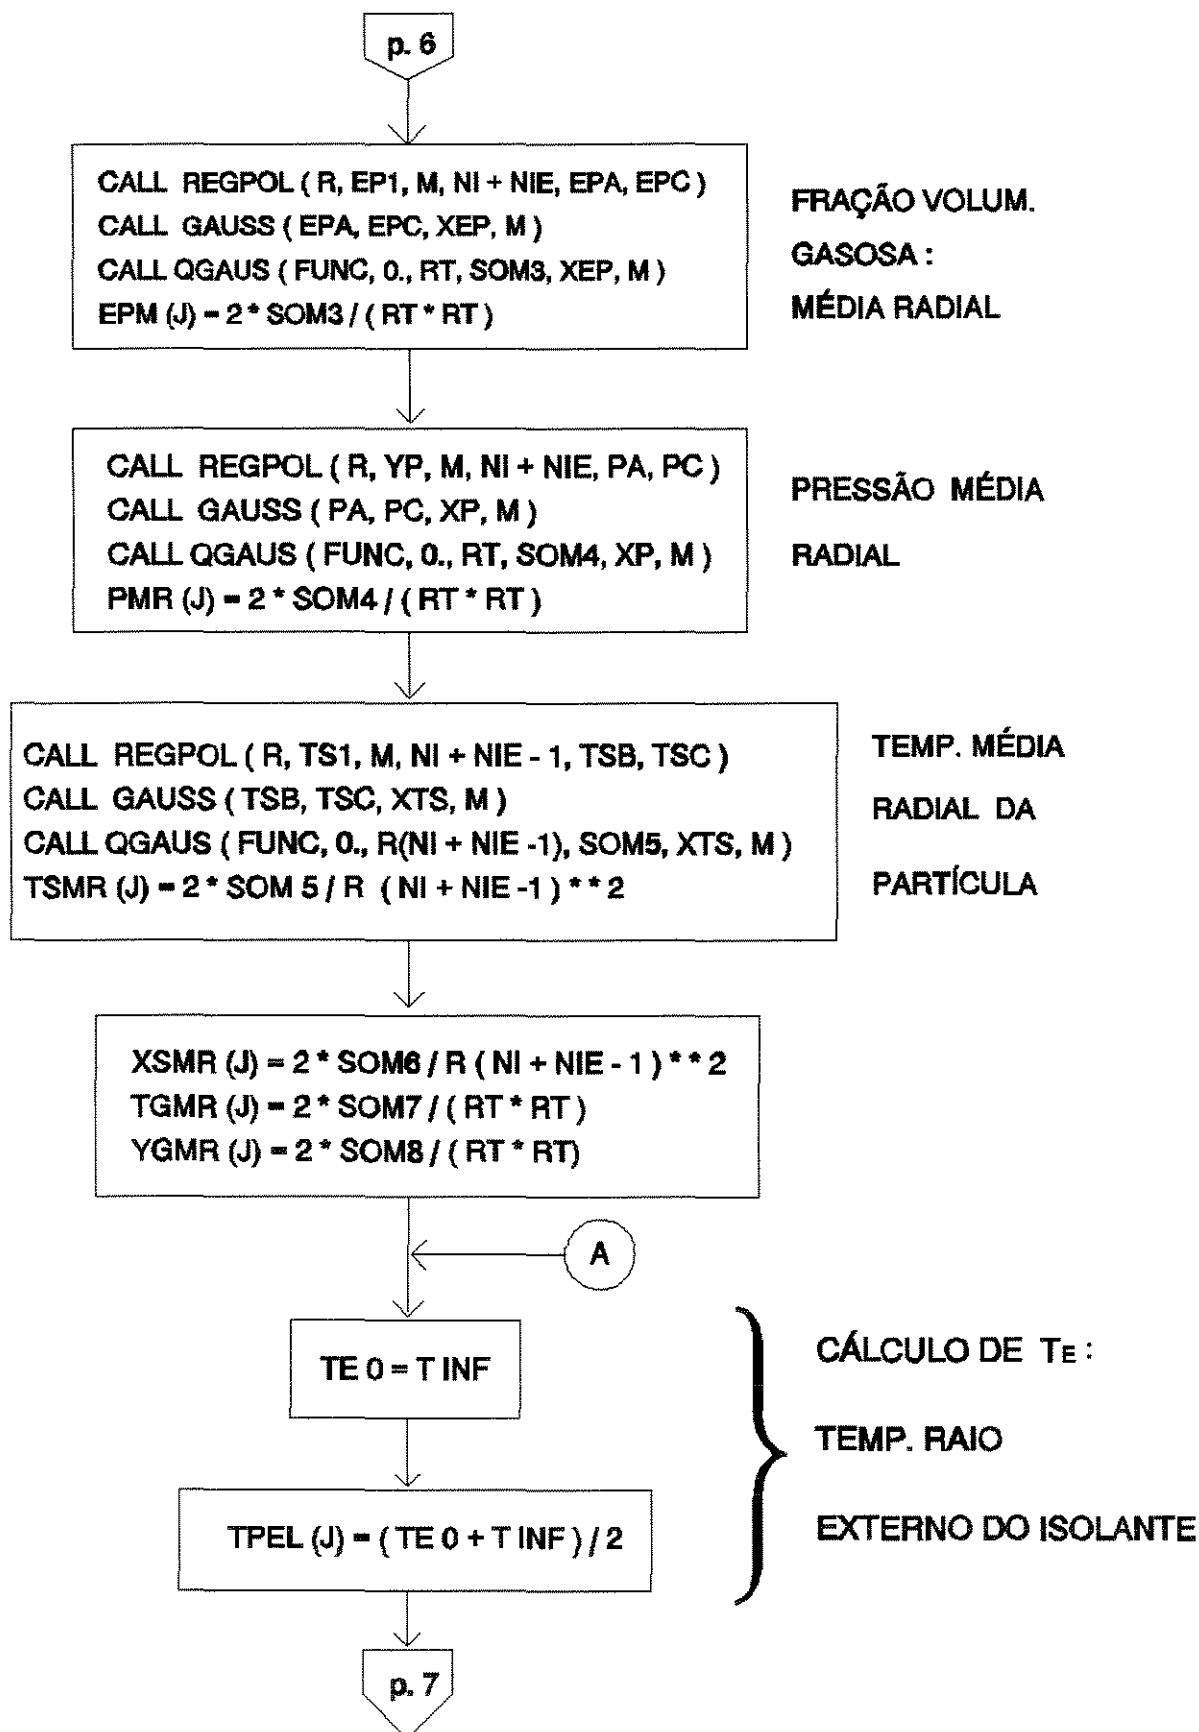 p. 6
CALL REGPOL ( R, EP1, M, NI + NIE, EPA, EPC )
CALL GAUSS ( EPA, EPC, XEP, M )
CALL QGAUS ( FUNC, 0., RT, SOM3, XEP, M )
EPM (J) = 2 * SOM3 / ( RT * RT )
FRAÇÃO VOLUM.
GASOSA :
MÉDIA RADIAL
CALL REGPOL ( R, YP, M, NI + NIE, PA, PC )
CALL GAUSS ( PA, PC, XP, M )
CALL QGAUS ( FUNC, 0., RT, SOM4, XP, M )
PMR (J) = 2 * SOM4 / ( RT * RT )
PRESSÃO MÉDIA
RADIAL
CALL REGPOL ( R, TS1, M, NI + NIE - 1, TSB, TSC )
CALL GAUSS ( TSB, TSC, XTS, M )
CALL QGAUS ( FUNC, 0., R(NI + NIE -1), SOM5, XTS, M )
TSMR (J) = 2 * SOM 5 / R ( NI + NIE -1 ) * * 2
TEMP. MÉDIA
RADIAL DA
PARTÍCULA
XSMR (J) = 2 * SOM6 / R ( NI + NIE - 1 ) * * 2
TGMR (J) = 2 * SOM7 / ( RT * RT )
YGMR (J) = 2 * SOM8 / ( RT * RT)
A
TE 0 = T INF
TPEL (J) = ( TE 0 + T INF ) / 2
CÁLCULO DE TE :
TEMP. RAIO
EXTERNO DO ISOLANTE
p. 7